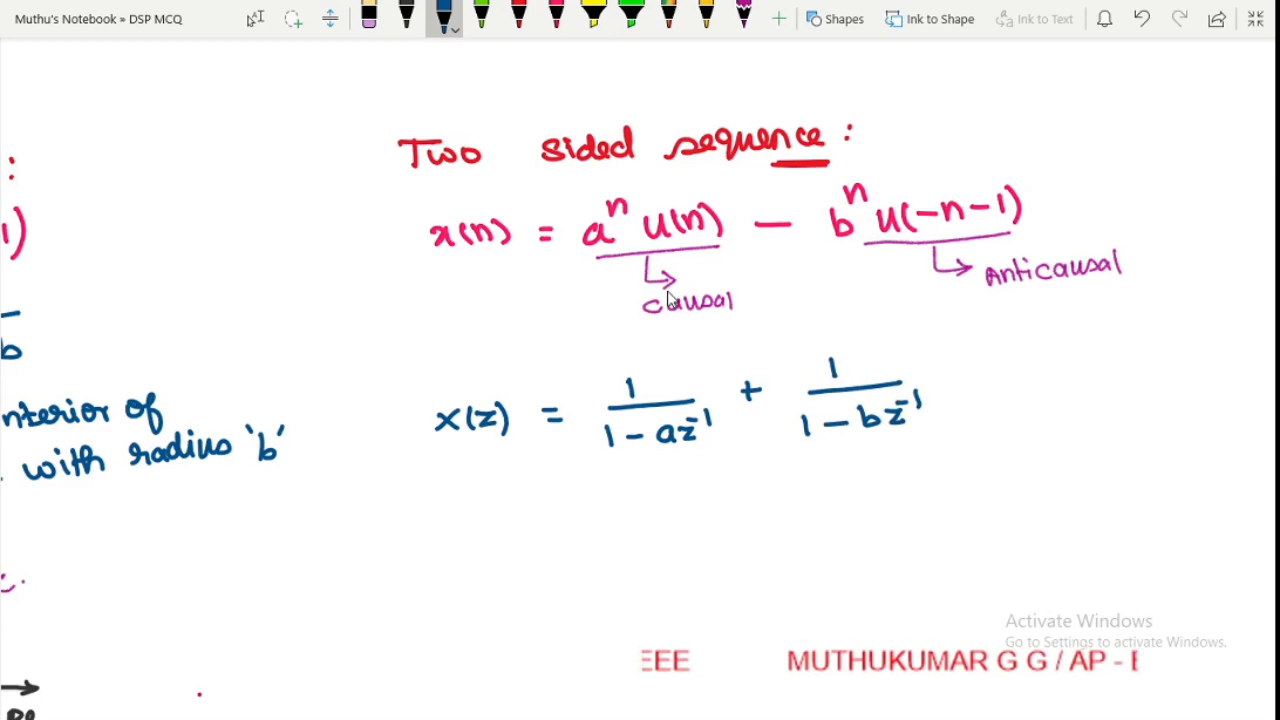 Muthu's Notebook » DSP MCQ
Shapes
Ink to Shape
Ink to Text
:
Two sided sequence:
1)
x(n) = a^n u(n) - b^n u(-n-1)
causal
Anticausal
b
X(z) = 1/(1 - az^-1) + 1/(1 - bz^-1)
nterior of
with radius 'b'
c.
Activate Windows
Go to Settings to activate Windows.
EEE MUTHUKUMAR G G / AP - E